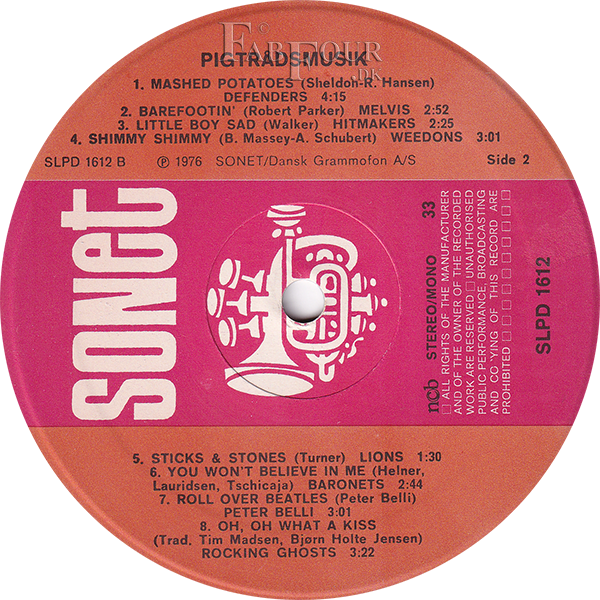 FABFOUR.DK
PIGTRÅDSMUSIK
1. MASHED POTATOES (Sheldon-R. Hansen)
DEFENDERS 4:15
2. BAREFOOTIN' (Robert Parker) MELVIS 2:52
3. LITTLE BOY SAD (Walker) HITMAKERS 2:25
4. SHIMMY SHIMMY (B. Massey-A. Schubert) WEEDONS 3:01
SLPD 1612 B ℗ 1976 SONET/Dansk Grammofon A/S Side 2
sonet
ncb STEREO/MONO 33
□ ALL RIGHTS OF THE MANUFACTURER
AND OF THE OWNER OF THE RECORDED
WORK ARE RESERVED □ UNAUTHORISED
PUBLIC PERFORMANCE, BROADCASTING
AND CO YING OF THIS RECORD ARE
PROHIBITED □ □ □ □ □ □ □ □ □ □
SLPD 1612
5. STICKS & STONES (Turner) LIONS 1:30
6. YOU WON'T BELIEVE IN ME (Helner,
Lauridsen, Tschicaja) BARONETS 2:44
7. ROLL OVER BEATLES (Peter Belli)
PETER BELLI 3:01
8. OH, OH WHAT A KISS
(Trad. Tim Madsen, Bjørn Holte Jensen)
ROCKING GHOSTS 3:22